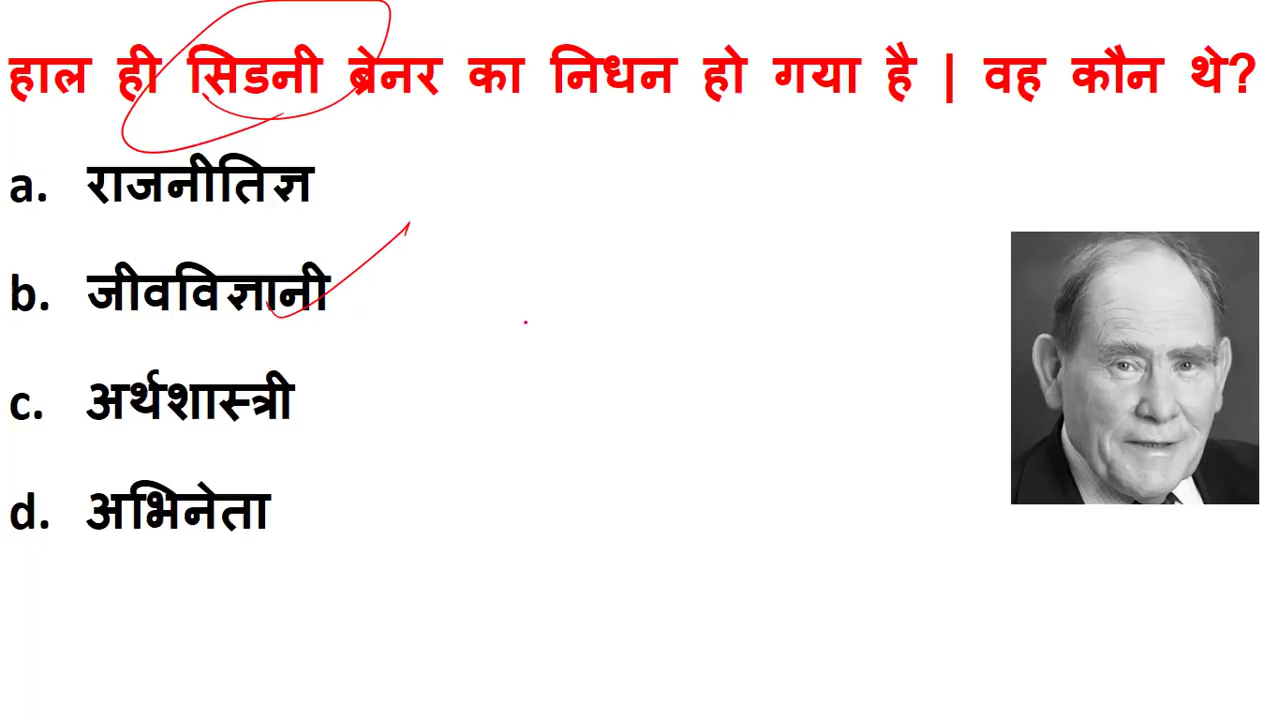 हाल ही सिडनी ब्रेनर का निधन हो गया है | वह कौन थे?
a. राजनीतिज्ञ
b. जीवविज्ञानी
c. अर्थशास्त्री
d. अभिनेता